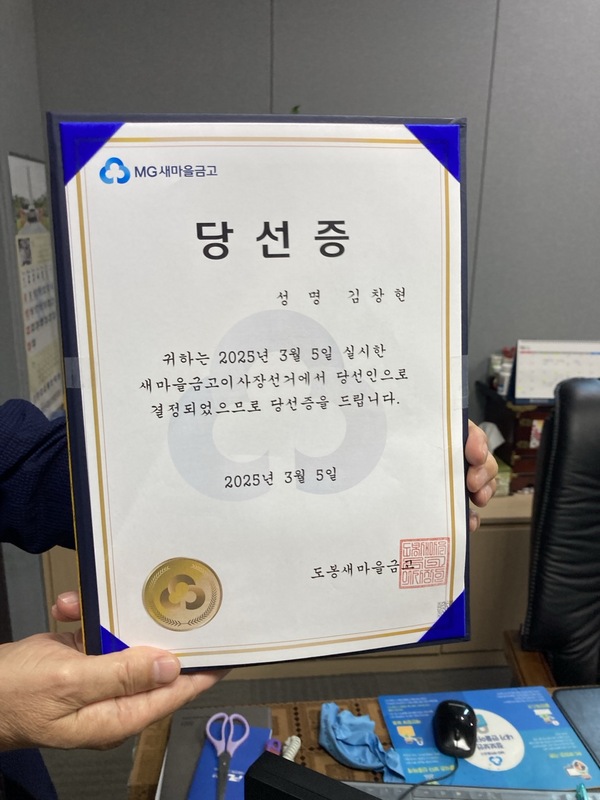 MG새마을금고
당선증
성 명 김창현
귀하는 2025년 3월 5일 실시한
새마을금고이사장선거에서 당선인으로
결정되었으므로 당선증을 드립니다.
2025년 3월 5일
도봉새마을금고